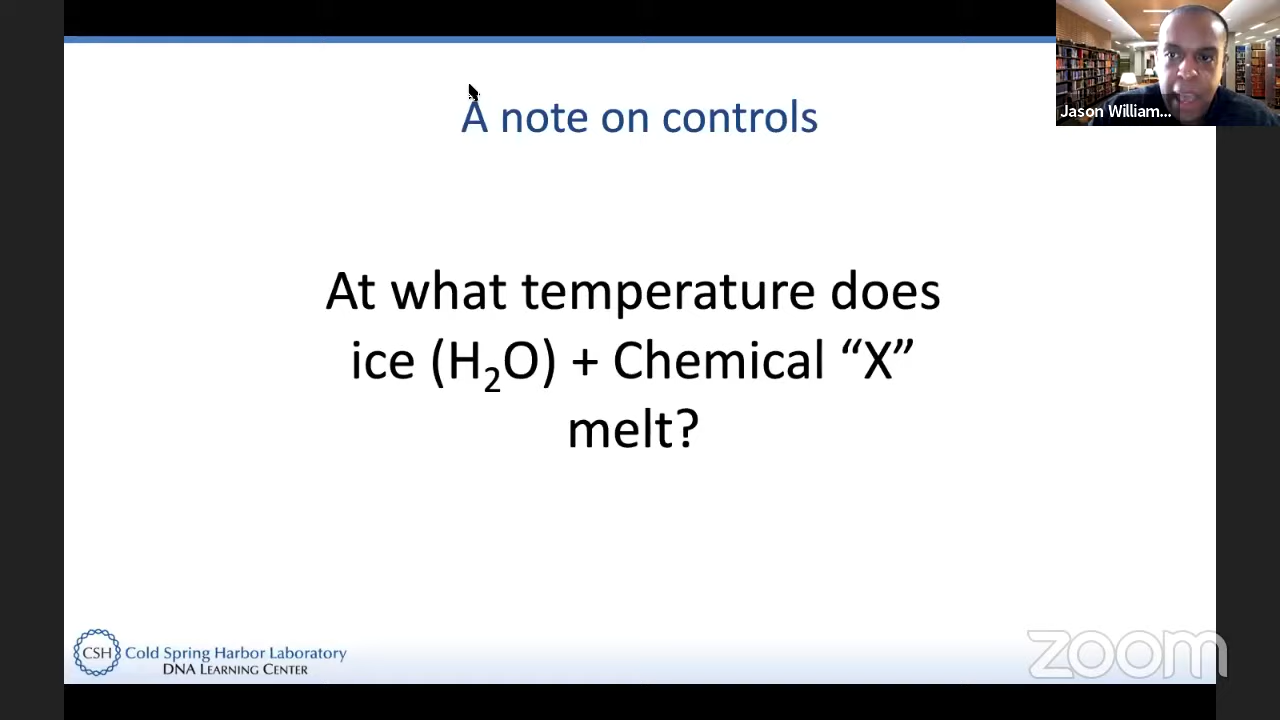 A note on controls
Jason William...
At what temperature does
ice (H₂O) + Chemical “X”
melt?
CSH Cold Spring Harbor Laboratory
DNA LEARNING CENTER
zoom